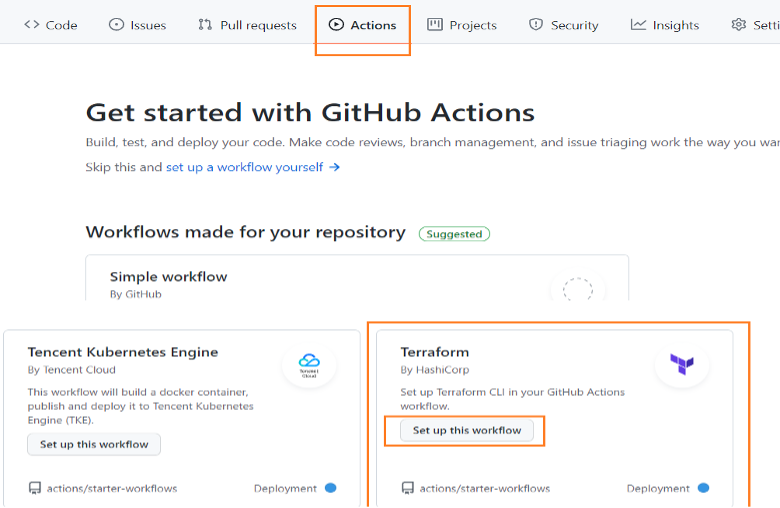 Code Issues Pull requests Actions Projects Security Insights
Get started with GitHub Actions
Build, test, and deploy your code. Make code reviews, branch management, and issue triaging work the way you
Skip this and set up a workflow yourself →
Workflows made for your repository Suggested
Simple workflow
By GitHub
Tencent Kubernetes Engine
By Tencent Cloud
Tencent
Cloud
This workflow will build a docker container,
publish and deploy it to Tencent Kubernetes
Engine (TKE).
Set up this workflow
actions/starter-workflows Deployment
Terraform
By HashiCorp
Set up Terraform CLI in your GitHub Actions
workflow.
Set up this workflow
actions/starter-workflows Deployment